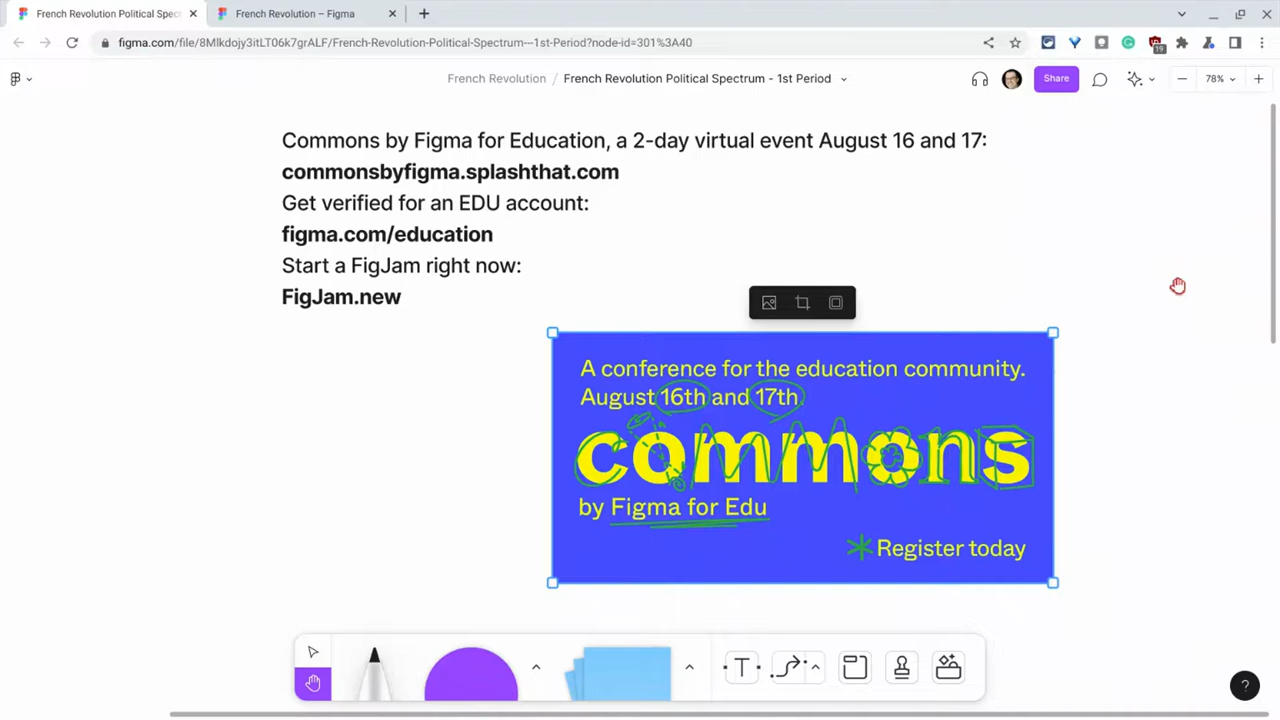 French Revolution Political Spec
French Revolution – Figma
figma.com/file/8Mlkdojy3itLT06k7grALF/French-Revolution-Political-Spectrum---1st-Period?node-id=301%3A40
19
French Revolution / French Revolution Political Spectrum - 1st Period
Share
78%
Commons by Figma for Education, a 2-day virtual event August 16 and 17:
commonsbyfigma.splashthat.com
Get verified for an EDU account:
figma.com/education
Start a FigJam right now:
FigJam.new
A conference for the education community.
August 16th and 17th.
commons
by Figma for Edu
Register today
T
?